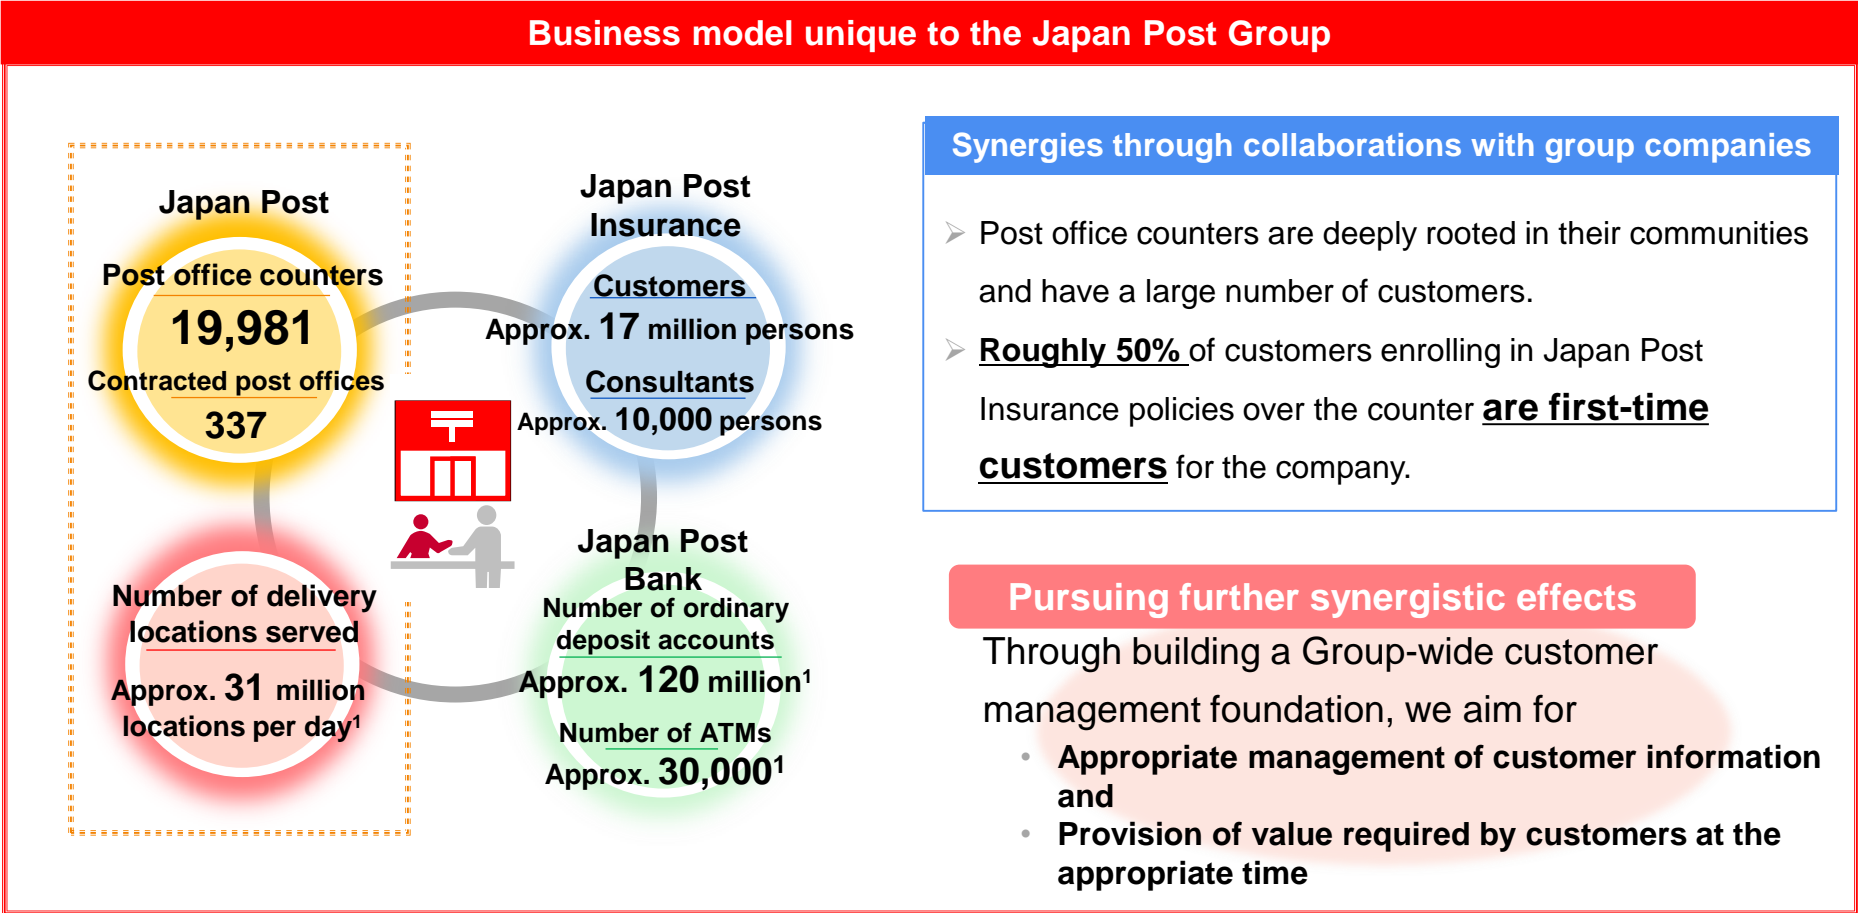 Business model unique to the Japan Post Group
Japan Post
Post office counters
19,981
Contracted post offices
337
Number of delivery
locations served
Approx. 31 million
locations per day1
Japan Post
Insurance
Customers
Approx. 17 million persons
Consultants
Approx. 10,000 persons
Japan Post
Bank
Number of ordinary
deposit accounts
Approx. 120 million1
Number of ATMs
Approx. 30,0001
Synergies through collaborations with group companies
➢ Post office counters are deeply rooted in their communities
and have a large number of customers.
➢ Roughly 50% of customers enrolling in Japan Post
Insurance policies over the counter are first-time
customers for the company.
Pursuing further synergistic effects
Through building a Group-wide customer
management foundation, we aim for
• Appropriate management of customer information
and
• Provision of value required by customers at the
appropriate time